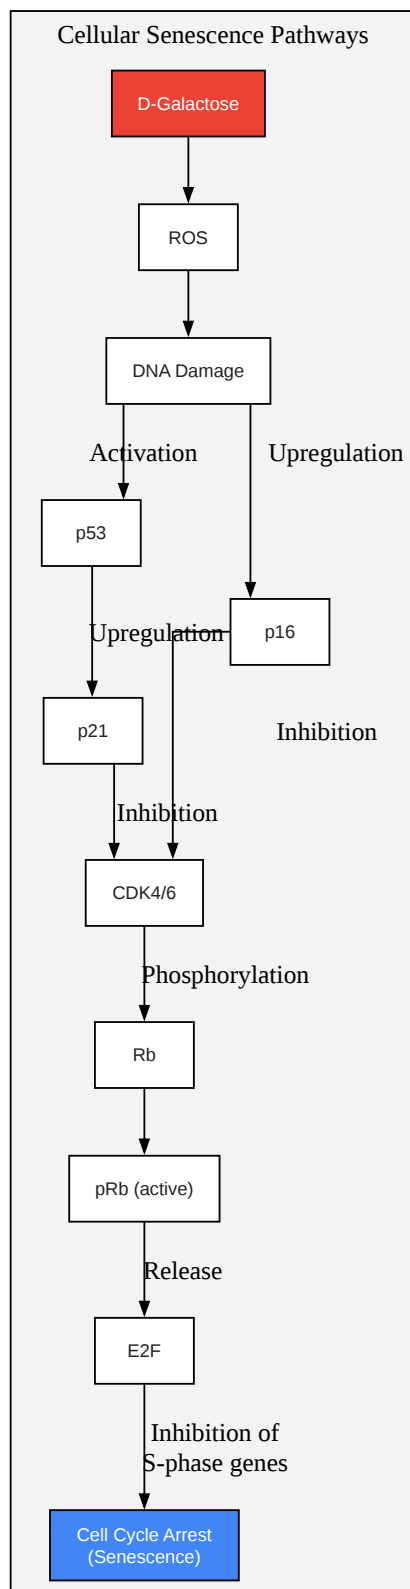 Cellular Senescence Pathways
D-Galactose
ROS
DNA Damage
Activation
Upregulation
p53
Upregulation
p16
p21
Inhibition
Inhibition
CDK4/6
Phosphorylation
Rb
pRb (active)
Release
E2F
Inhibition of
S-phase genes
Cell Cycle Arrest
(Senescence)